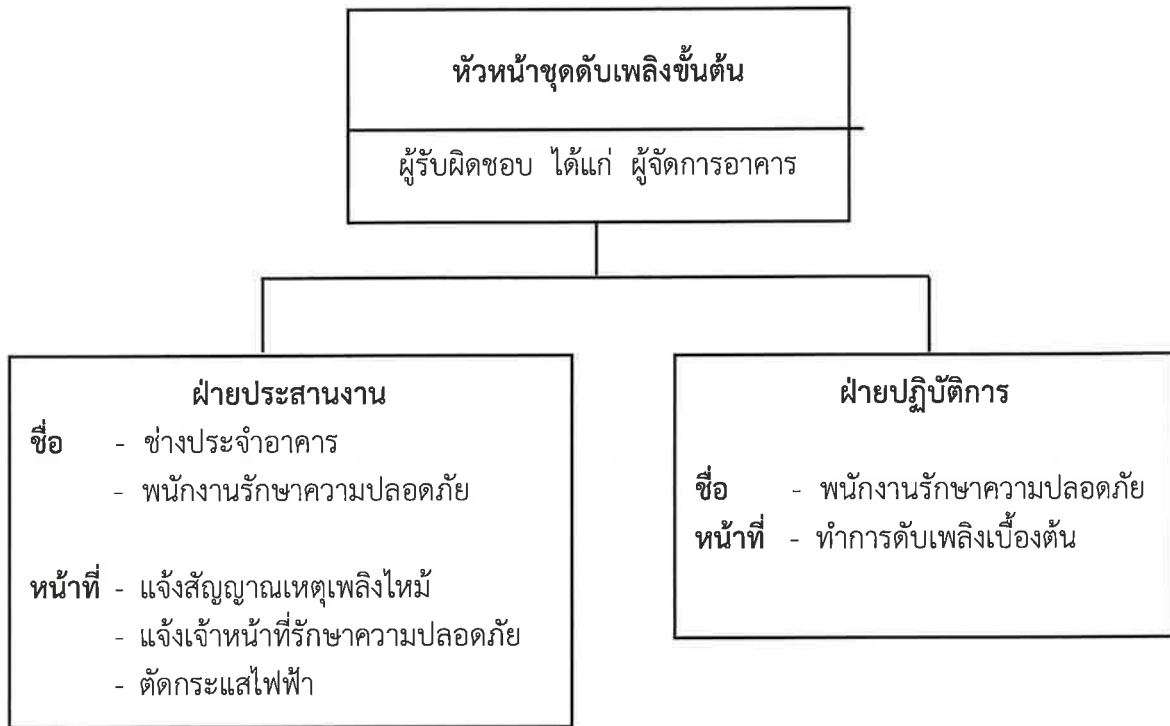 หัวหน้าชุดดับเพลิงขั้นต้น
ผู้รับผิดชอบ ได้แก่ ผู้จัดการอาคาร
ฝ่ายประสานงาน
ชื่อ - ช่างประจำอาคาร
- พนักงานรักษาความปลอดภัย
หน้าที่ - แจ้งสัญญาณเหตุเพลิงไหม้
- แจ้งเจ้าหน้าที่รักษาความปลอดภัย
- ตัดกระแสไฟฟ้า
ฝ่ายปฏิบัติการ
ชื่อ - พนักงานรักษาความปลอดภัย
หน้าที่ - ทำการดับเพลิงเบื้องต้น